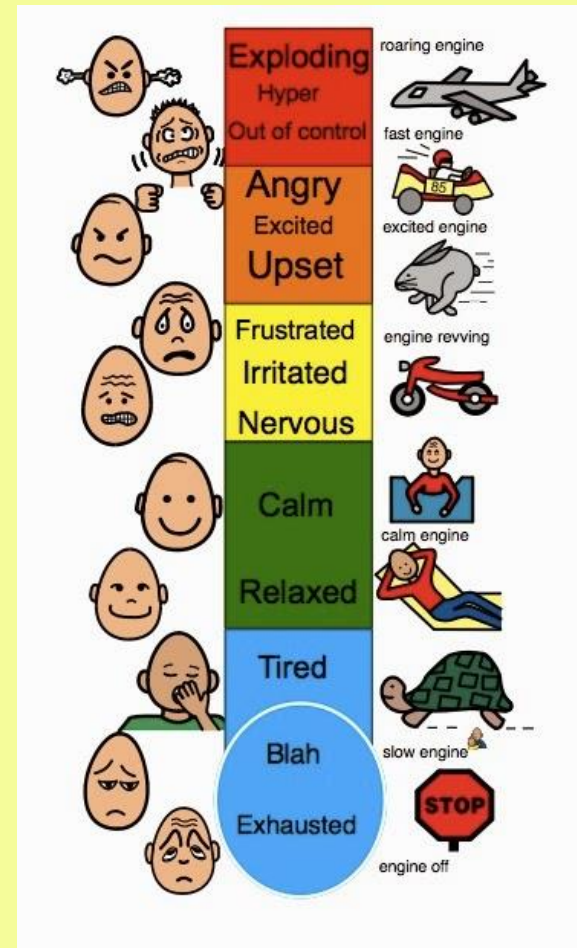 Exploding
roaring engine
Hyper
Out of control
fast engine
85
Angry
Excited
excited engine
Upset
Frustrated
engine revving
Irritated
Nervous
Calm
calm engine
Relaxed
Tired
Blah
slow engine
STOP
Exhausted
engine off